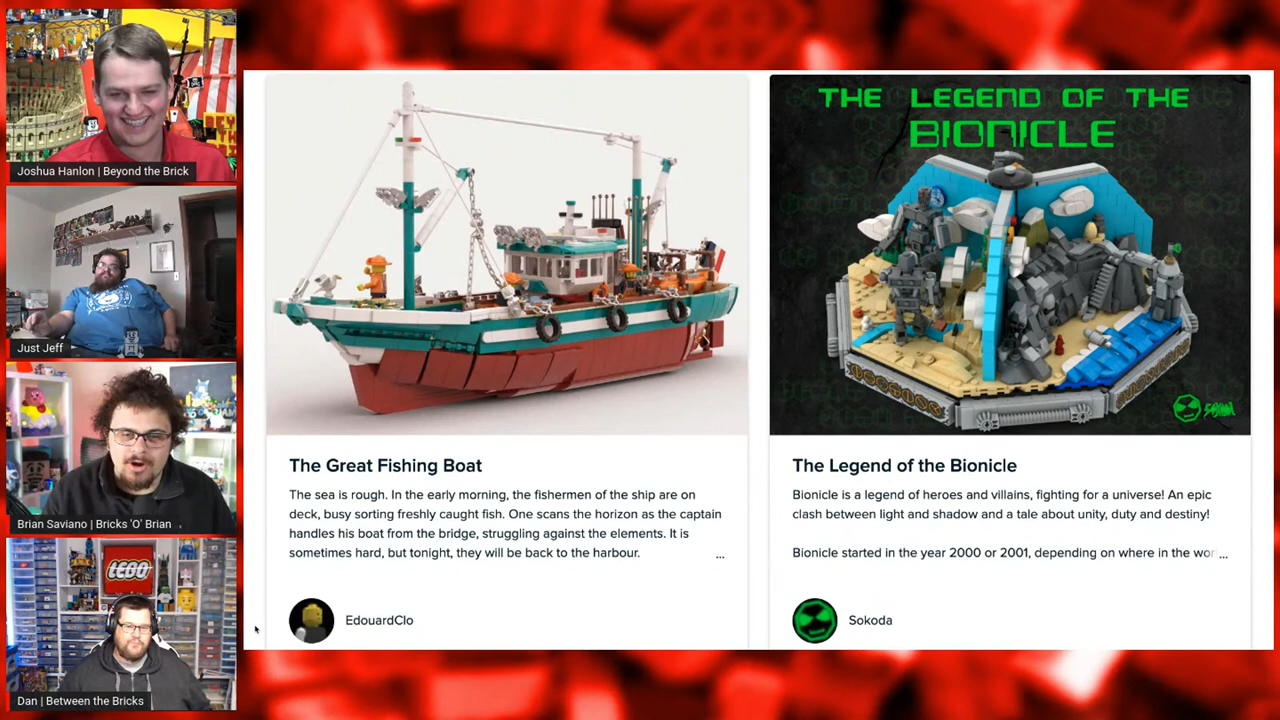 Joshua Hanlon | Beyond the Brick
Just Jeff
Brian Saviano | Bricks 'O' Brian
LEGO
Dan | Between the Bricks
THE LEGEND OF THE
BIONICLE
The Great Fishing Boat
The sea is rough. In the early morning, the fishermen of the ship are on
deck, busy sorting freshly caught fish. One scans the horizon as the captain
handles his boat from the bridge, struggling against the elements. It is
sometimes hard, but tonight, they will be back to the harbour. ...
EdouardClo
The Legend of the Bionicle
Bionicle is a legend of heroes and villains, fighting for a universe! An epic
clash between light and shadow and a tale about unity, duty and destiny!
Bionicle started in the year 2000 or 2001, depending on where in the wor ...
Sokoda